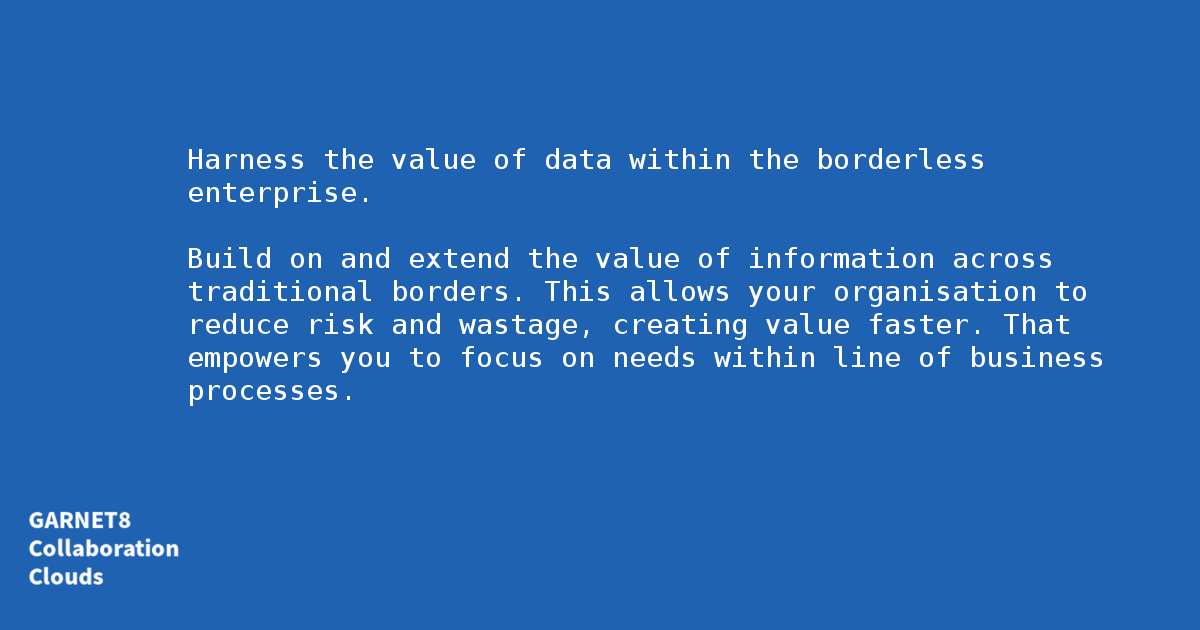 Harness the value of data within the borderless
enterprise.
Build on and extend the value of information across
traditional borders. This allows your organisation to
reduce risk and wastage, creating value faster. That
empowers you to focus on needs within line of business
processes.
GARNET8
Collaboration
Clouds